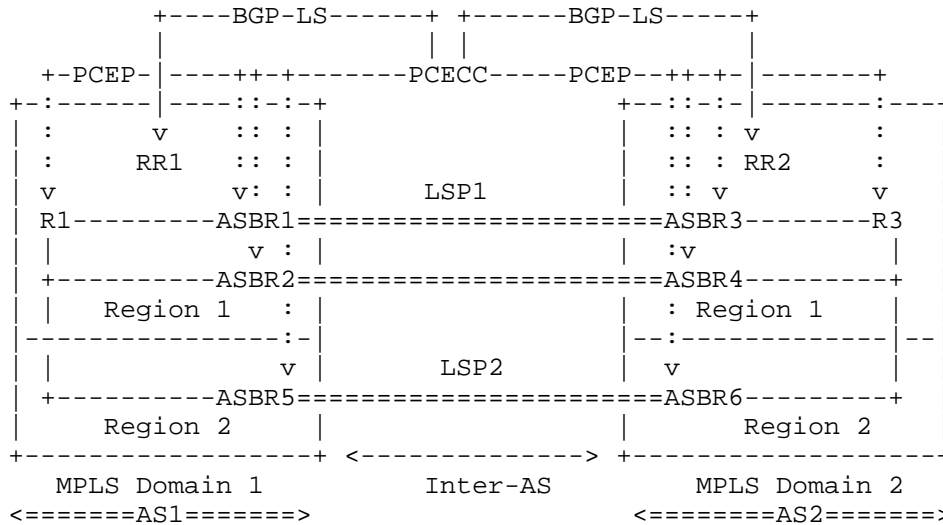 +----BGP-LS------+ +------BGP-LS-----+
| | | |
+-PCEP-|----++-+-------PCECC-----PCEP--++-+-|-------+
+-:------|----::-:-+ +--::-:-|-------:----
| : v :: : | | :: : v :
| : RR1 :: : | | :: : RR2 :
| v v: : | LSP1 | :: v v
| R1---------ASBR1=======================ASBR3--------R3
| | v : | | :v |
| +----------ASBR2=======================ASBR4---------+
| | Region 1 : | | : Region 1 |
|----------------:-| |--:-------------|--
| | v | LSP2 | v |
| +----------ASBR5=======================ASBR6---------+
| Region 2 | | Region 2
+------------------+ <--------------> +-------------------
MPLS Domain 1 Inter-AS MPLS Domain 2
<=======AS1=======> <========AS2=======>